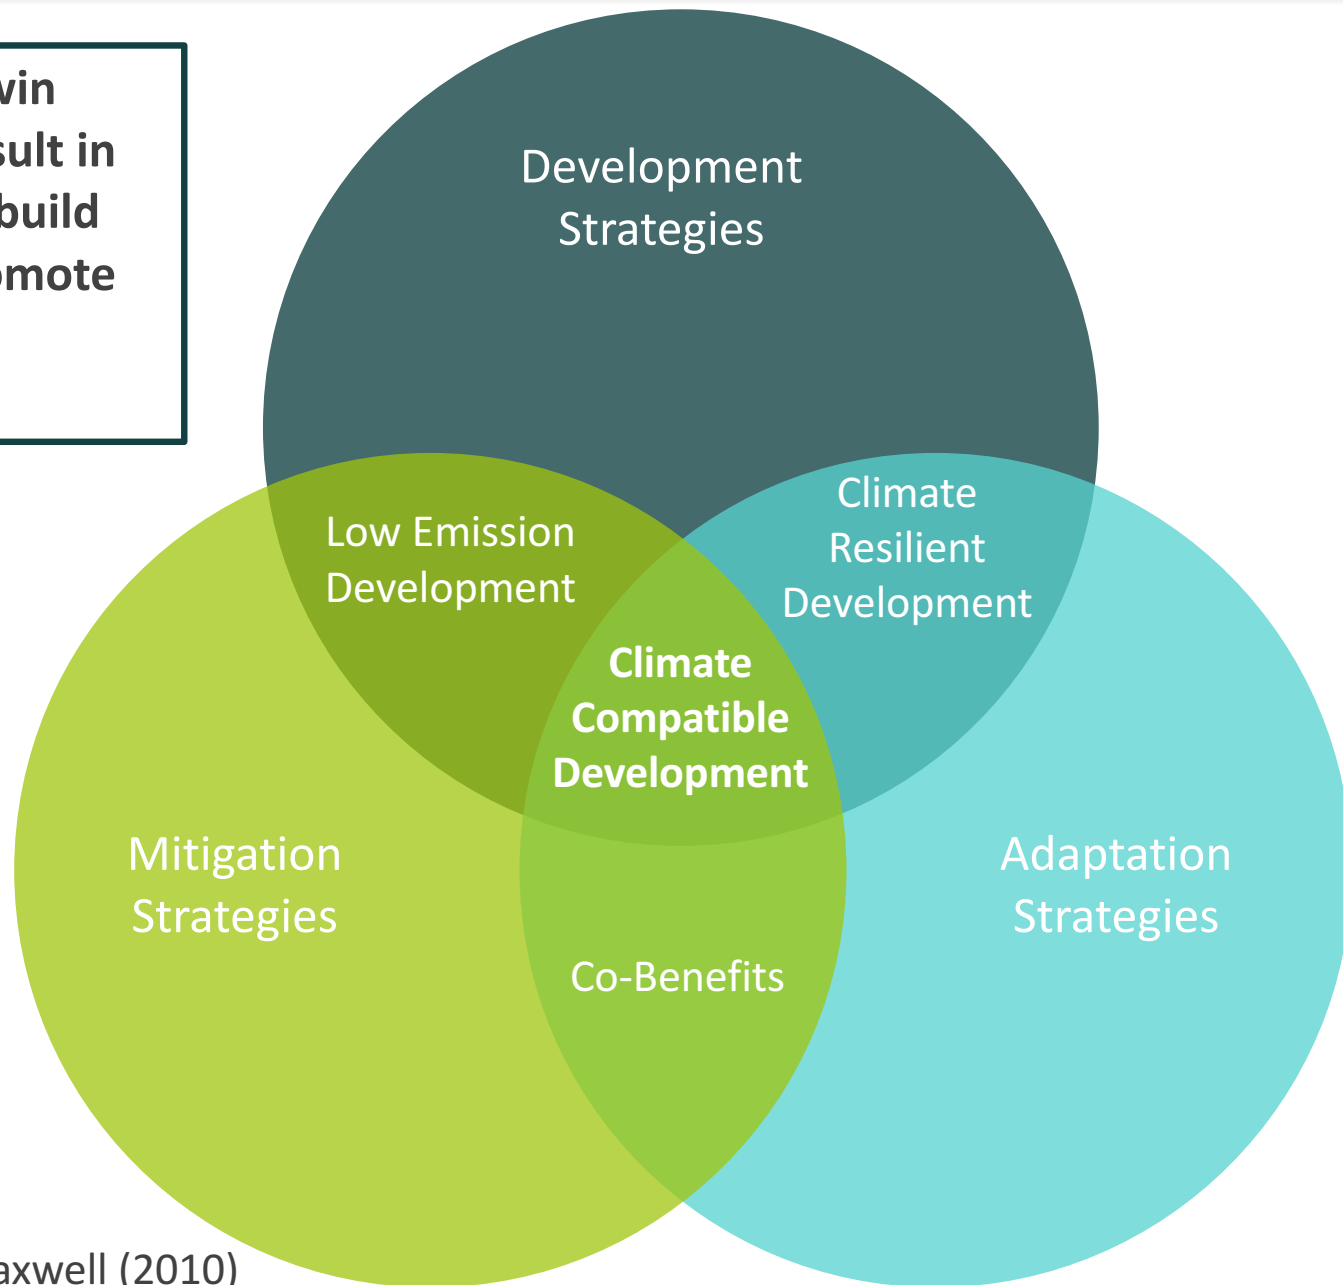 win
sult in
build
omote
Development
Strategies
Low Emission
Development
Climate
Resilient
Development
Climate
Compatible
Development
Mitigation
Strategies
Adaptation
Strategies
Co-Benefits
axwell (2010)